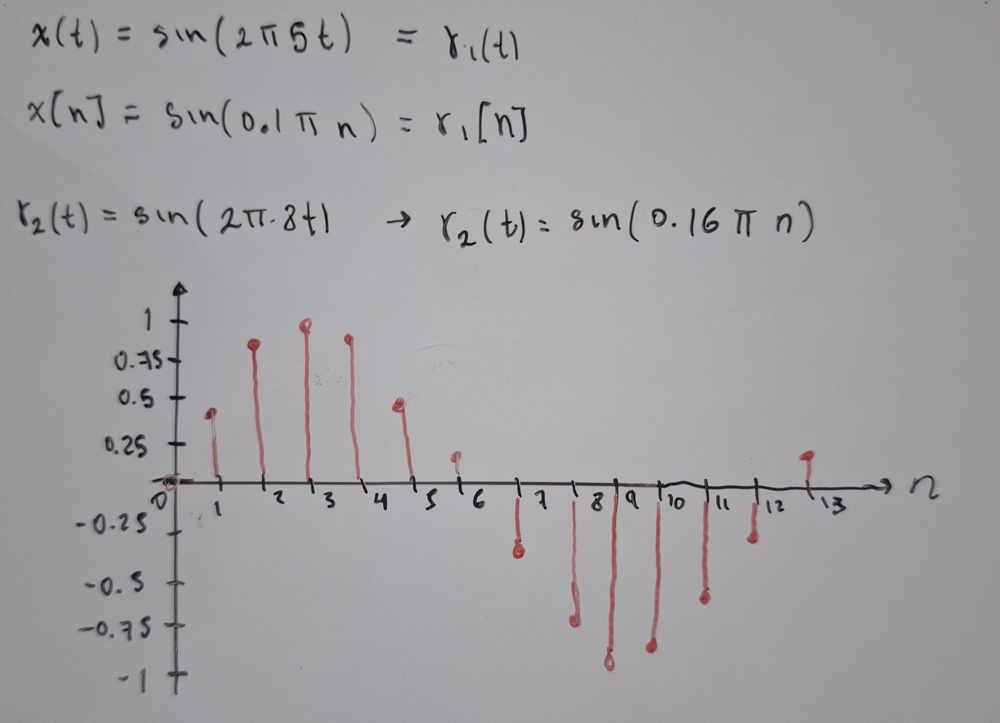 x(t) = sin(2π5t) = r₁(t)
x[n] = sin(0.1πn) = r₁[n]
r₂(t) = sin(2π·8t) → r₂(t) = sin(0.16πn)
1
0.75
0.5
0.25
0 1 2 3 4 5 6 7 8 9 10 11 12 13 n
-0.25
-0.5
-0.75
-1